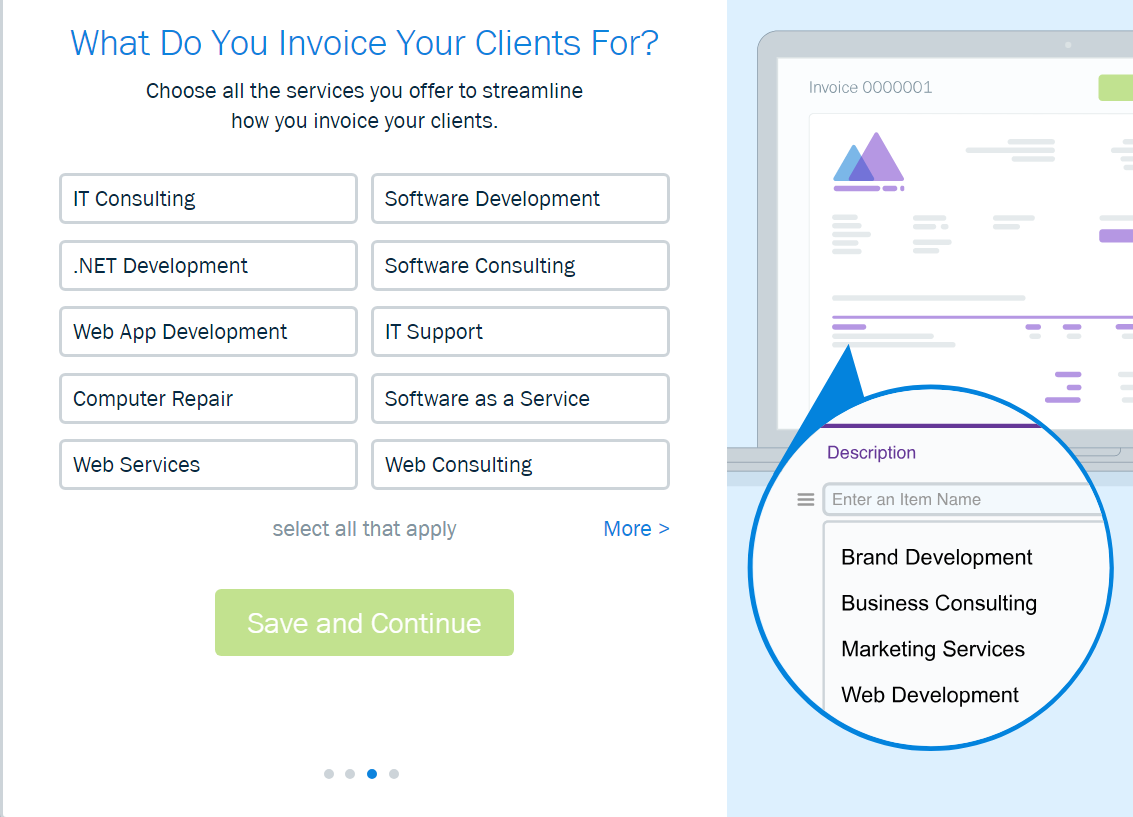 What Do You Invoice Your Clients For?
Choose all the services you offer to streamline
how you invoice your clients.
IT Consulting
Software Development
.NET Development
Software Consulting
Web App Development
IT Support
Computer Repair
Software as a Service
Web Services
Web Consulting
select all that apply
More >
Save and Continue
Invoice 0000001
Description
Enter an Item Name
Brand Development
Business Consulting
Marketing Services
Web Development